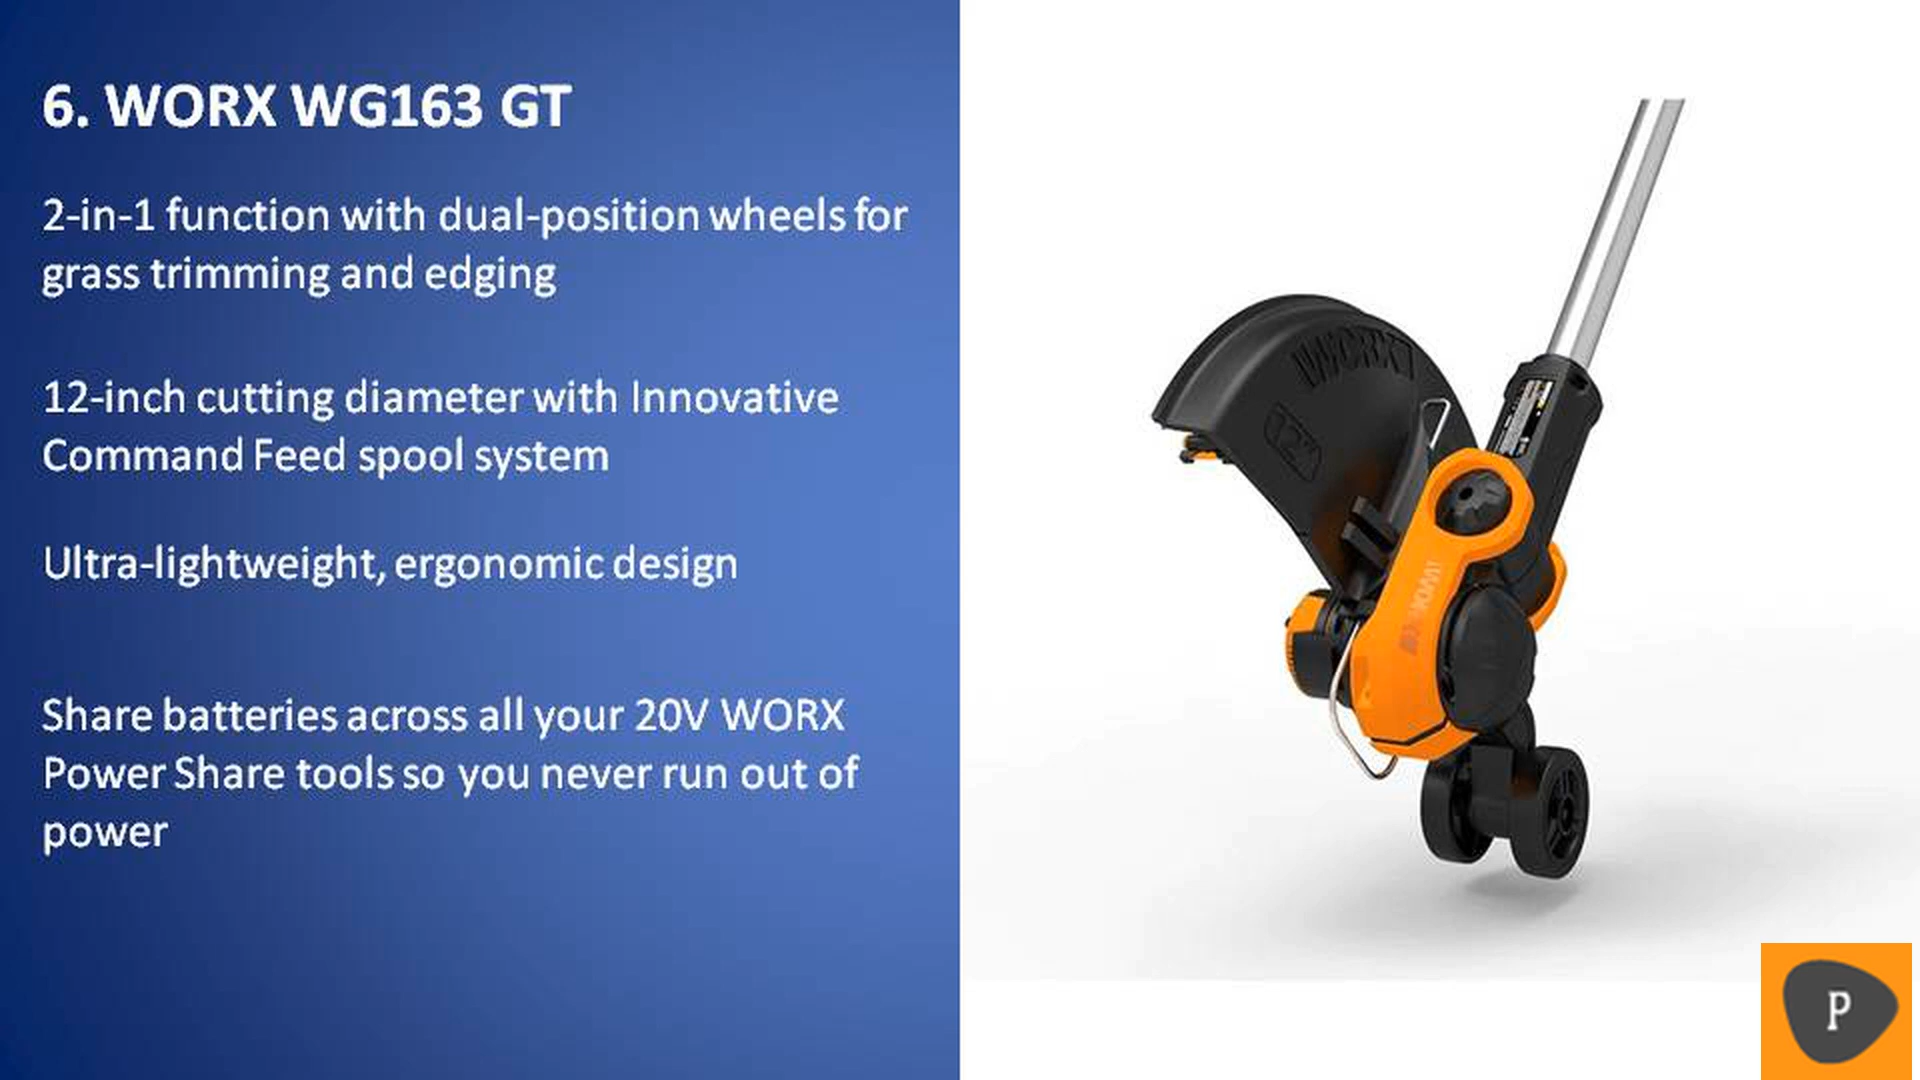 6. WORX WG163 GT
2-in-1 function with dual-position wheels for
grass trimming and edging
12-inch cutting diameter with Innovative
Command Feed spool system
Ultra-lightweight, ergonomic design
Share batteries across all your 20V WORX
Power Share tools so you never run out of
power
WORX
12"
WORX
P